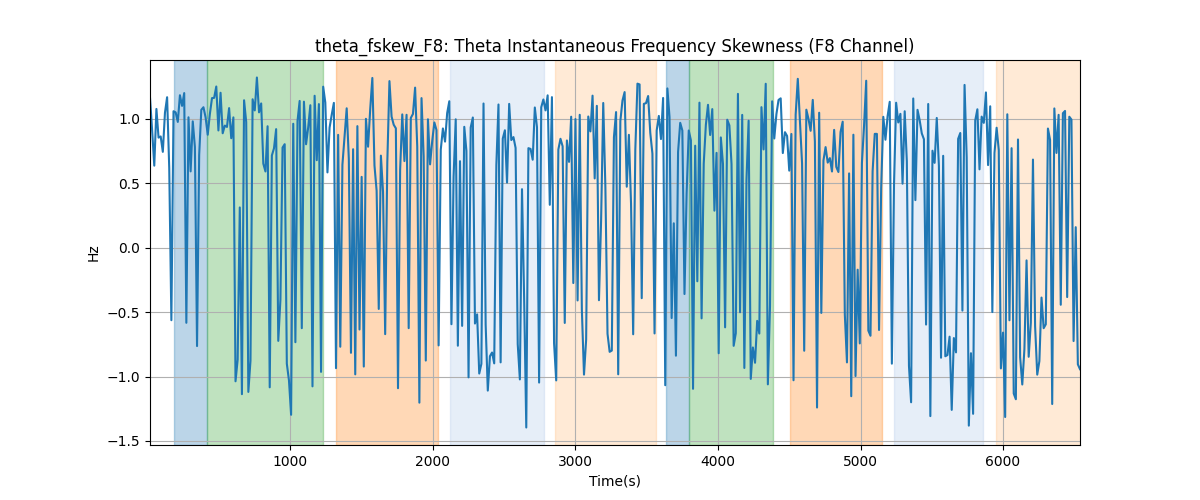 theta_fskew_F8: Theta Instantaneous Frequency Skewness (F8 Channel)
1.0
0.5
0.0
−0.5
−1.0
−1.5
Hz
1000 2000 3000 4000 5000 6000
Time(s)